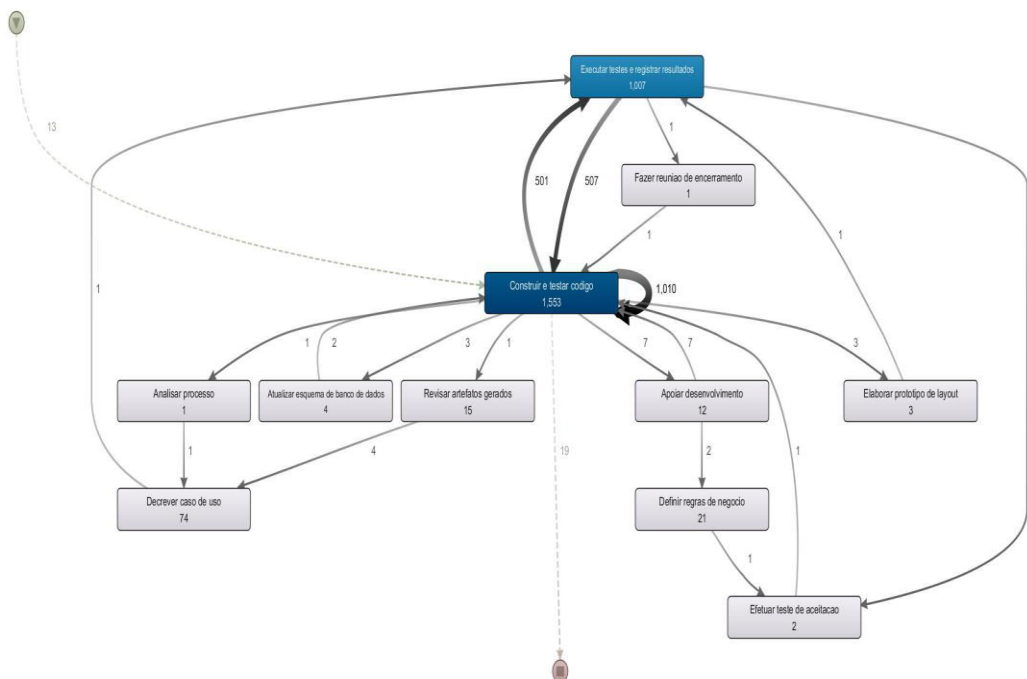 Executar testes e registrar resultados
1,007
13
1
Fazer reuniao de encerramento
1
501
507
1
1
1
Construir e testar codigo
1,553
1,010
1
2
3
1
7
7
3
Analisar processo
1
Atualizar esquema de banco de dados
4
Revisar artefatos gerados
15
Apoiar desenvolvimento
12
Elaborar prototipo de layout
3
1
4
19
2
1
Decrever caso de uso
74
Definir regras de negocio
21
1
Efetuar teste de aceitacao
2